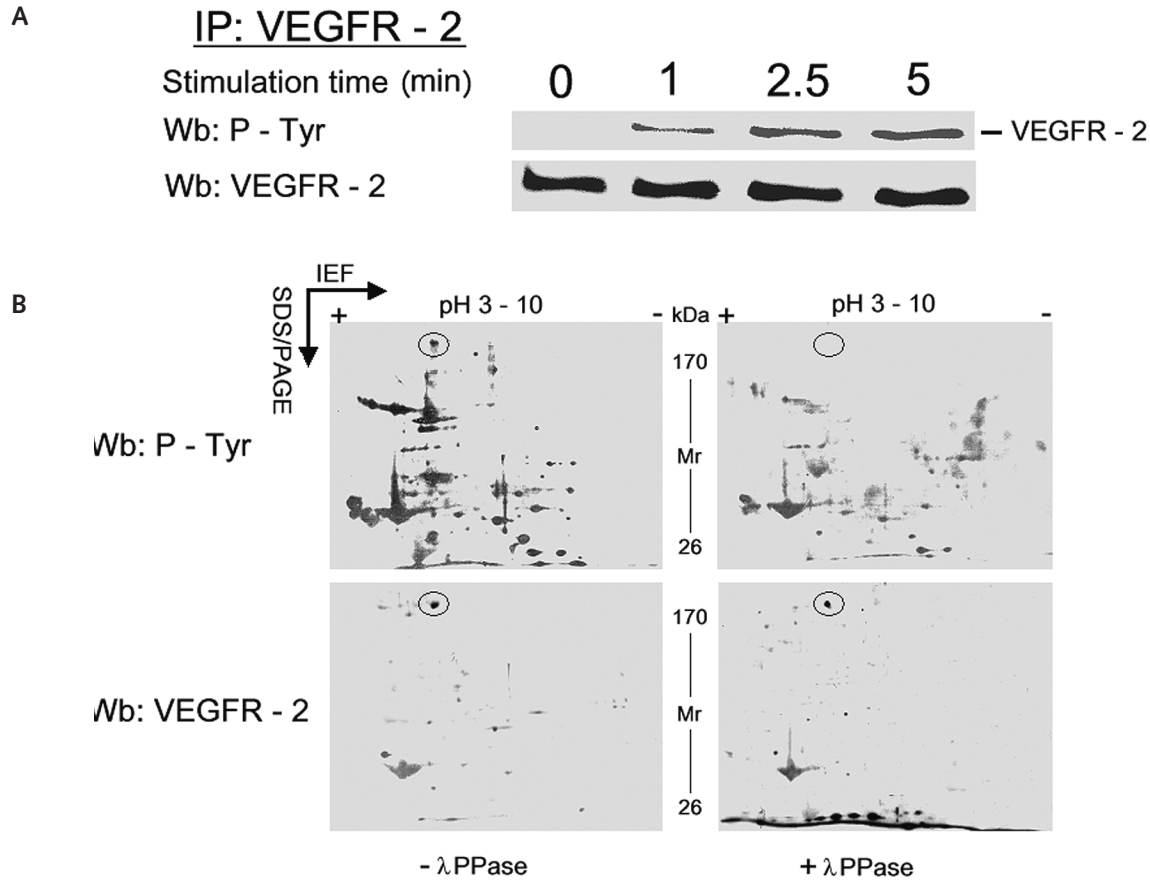 A
IP: VEGFR - 2
Stimulation time (min) 0 1 2.5 5
Wb: P - Tyr
VEGFR - 2
Wb: VEGFR - 2
B
IEF
SDS/PAGE
+ pH 3 - 10 -
kDa
+ pH 3 - 10 -
170
Mr
26
Wb: P - Tyr
170
Mr
26
Wb: VEGFR - 2
- λPPase
+ λPPase